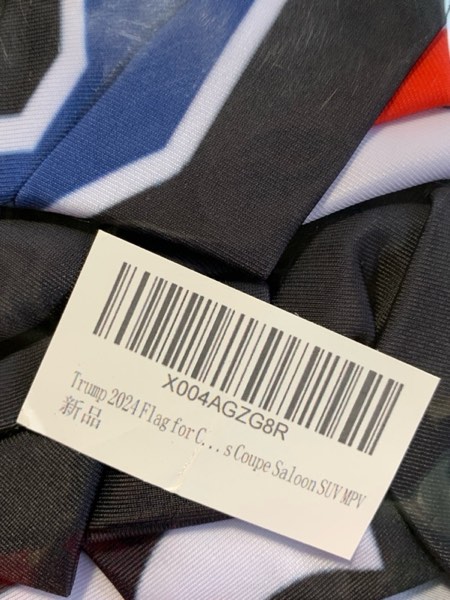 X004AGZG8R
Trump 2024 Flag for C...s Coupe Saloon SUV MPV
新品